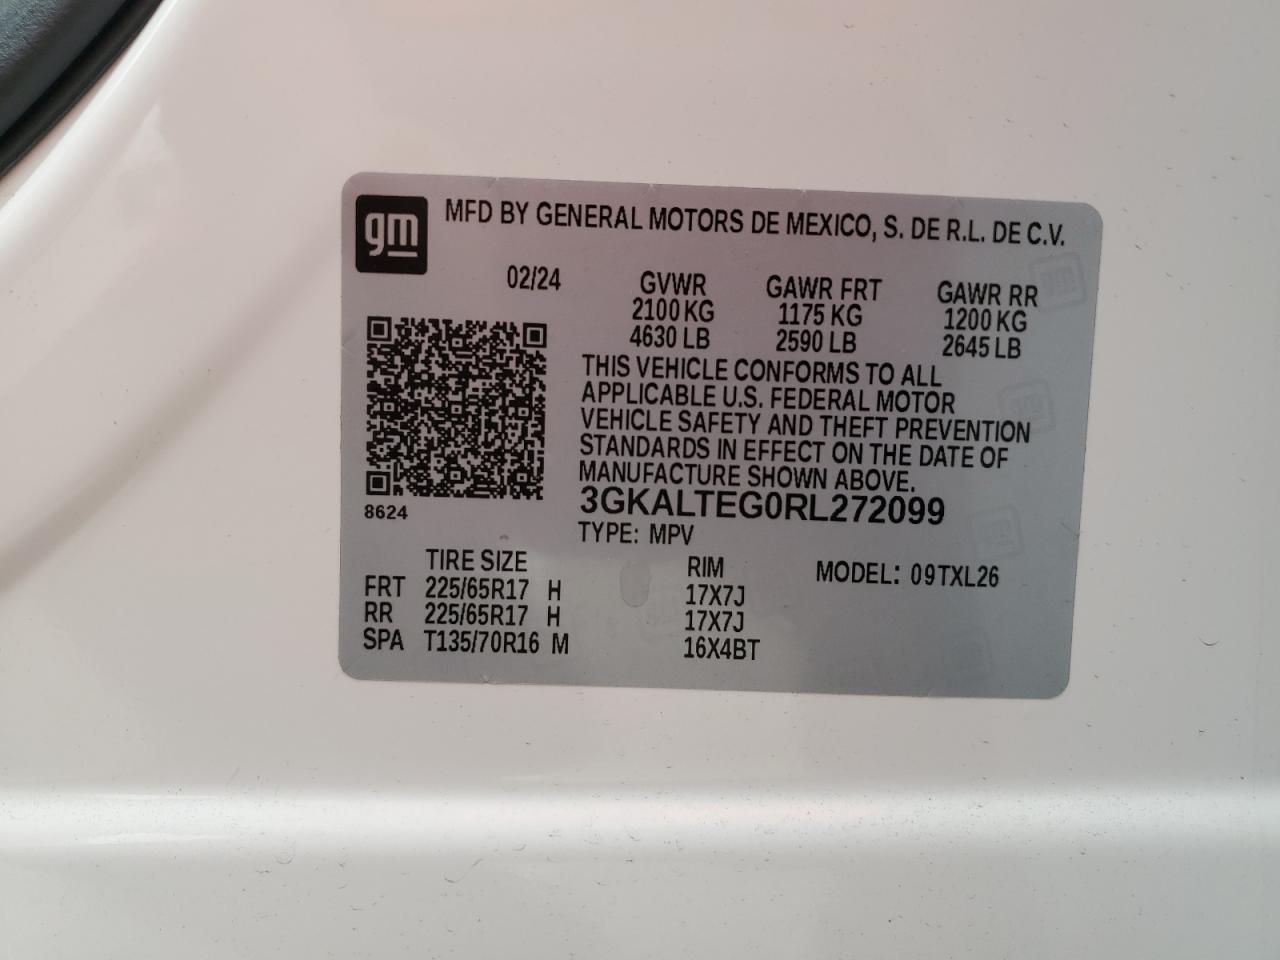 gm
MFD BY GENERAL MOTORS DE MEXICO, S. DE R.L. DE C.V.
02/24 GVWR GAWR FRT GAWR RR
2100 KG 1175 KG 1200 KG
4630 LB 2590 LB 2645 LB
THIS VEHICLE CONFORMS TO ALL
APPLICABLE U.S. FEDERAL MOTOR
VEHICLE SAFETY AND THEFT PREVENTION
STANDARDS IN EFFECT ON THE DATE OF
MANUFACTURE SHOWN ABOVE.
3GKALTEG0RL272099
8624
TYPE: MPV
TIRE SIZE RIM MODEL: 09TXL26
FRT 225/65R17 H 17X7J
RR 225/65R17 H 17X7J
SPA T135/70R16 M 16X4BT